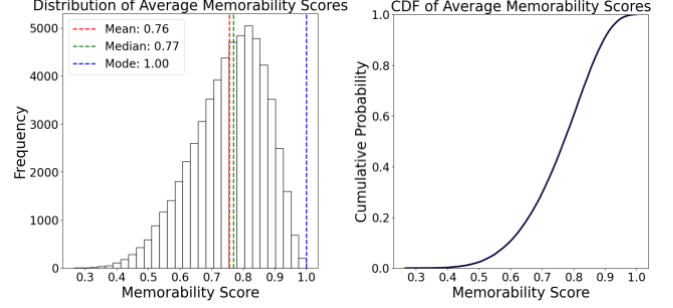 Distribution of Average Memorability Scores
Mean: 0.76
Median: 0.77
Mode: 1.00
5000
4000
3000
2000
1000
0
Frequency
0.3 0.4 0.5 0.6 0.7 0.8 0.9 1.0
Memorability Score
CDF of Average Memorability Scores
1.0
0.8
0.6
0.4
0.2
0.0
Cumulative Probability
0.3 0.4 0.5 0.6 0.7 0.8 0.9 1.0
Memorability Score